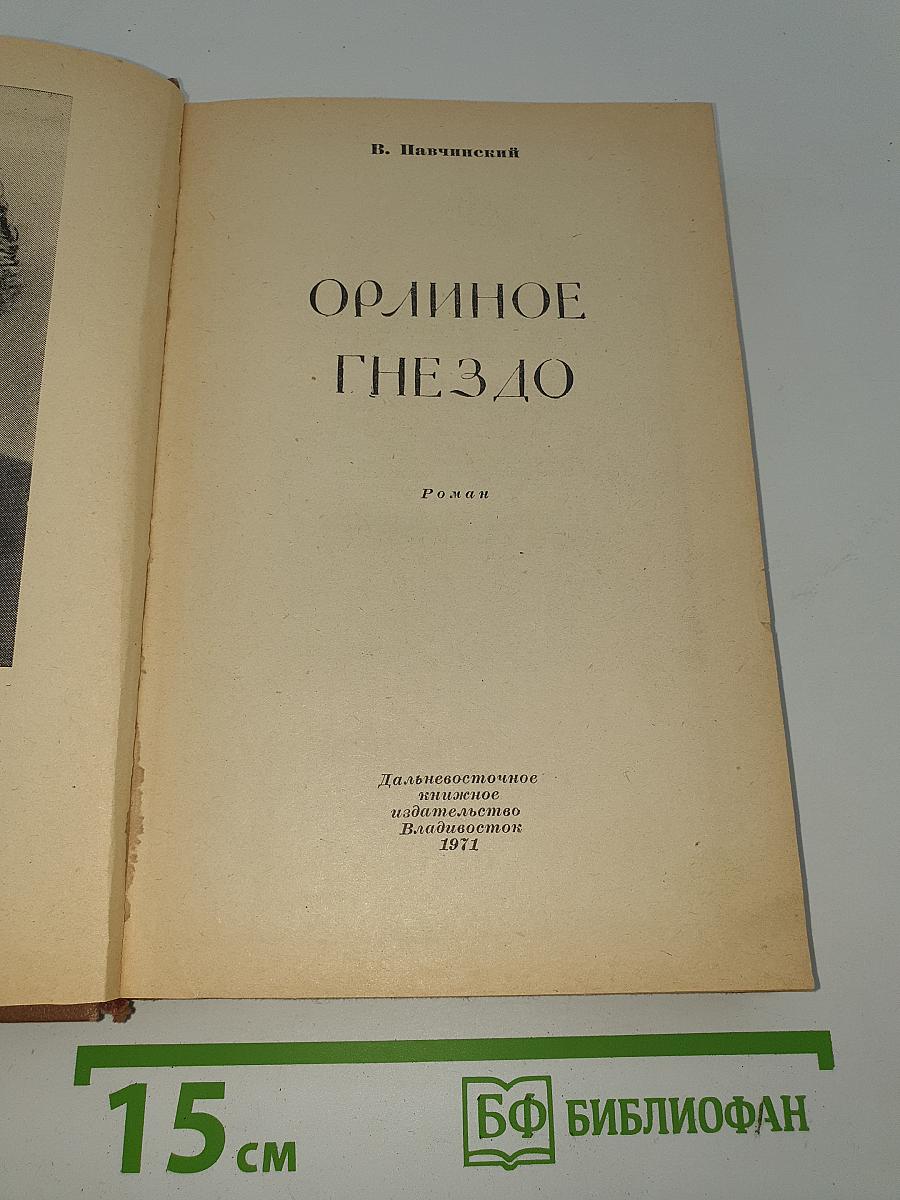 В. Павчинский
ОРЛИНОЕ
ГНЕЗДО
Роман
Дальневосточное
книжное
издательство
Владивосток
1971
15 см
БФ БИБЛИОФАН